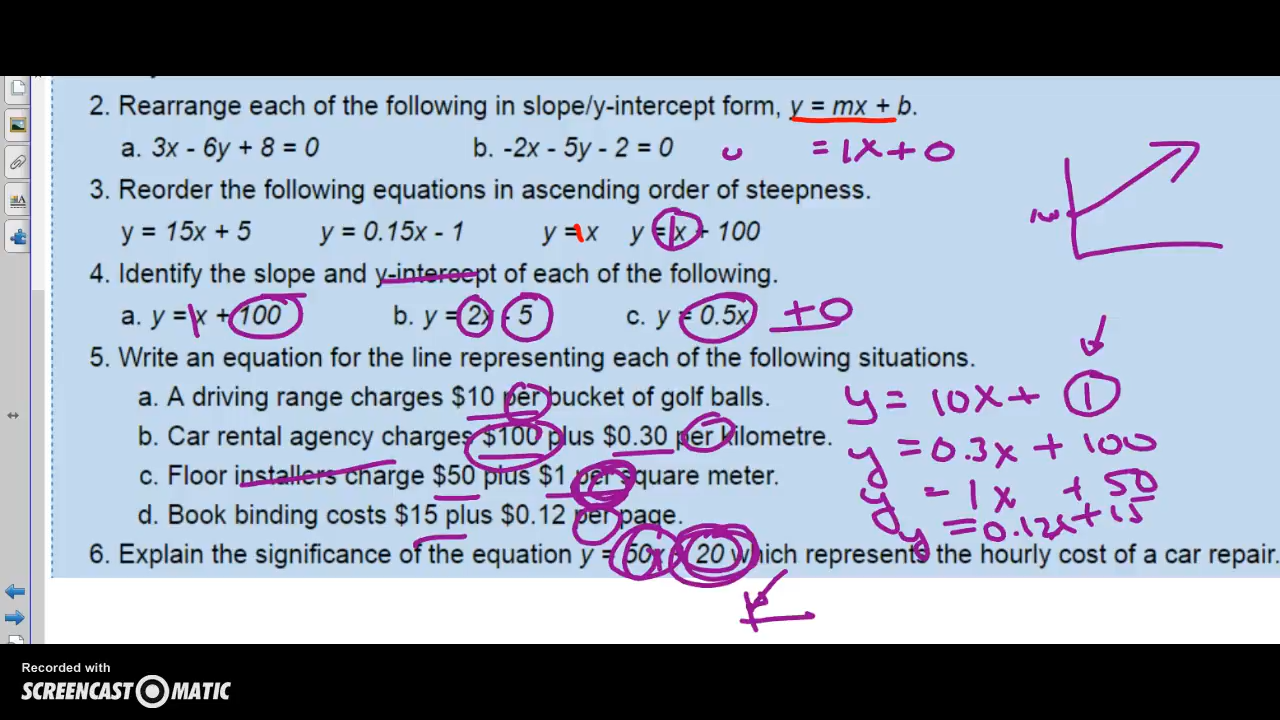 2. Rearrange each of the following in slope/y-intercept form, y = mx + b.
a. 3x - 6y + 8 = 0 b. -2x - 5y - 2 = 0 = 1x + 0
3. Reorder the following equations in ascending order of steepness.
y = 15x + 5 y = 0.15x - 1 y = 1x y = 1x + 100
4. Identify the slope and y-intercept of each of the following.
a. y = 1x + 100 b. y = 2x - 5 c. y = 0.5x + 0
5. Write an equation for the line representing each of the following situations.
a. A driving range charges $10 per bucket of golf balls. y = 10x + 1
b. Car rental agency charges $100 plus $0.30 per kilometre. y = 0.3x + 100
c. Floor installers charge $50 plus $1 per square meter. y = 1x + 50
d. Book binding costs $15 plus $0.12 per page. y = 0.12x + 15
6. Explain the significance of the equation y = 50x + 20 which represents the hourly cost of a car repair.
Recorded with
SCREENCAST-O-MATIC